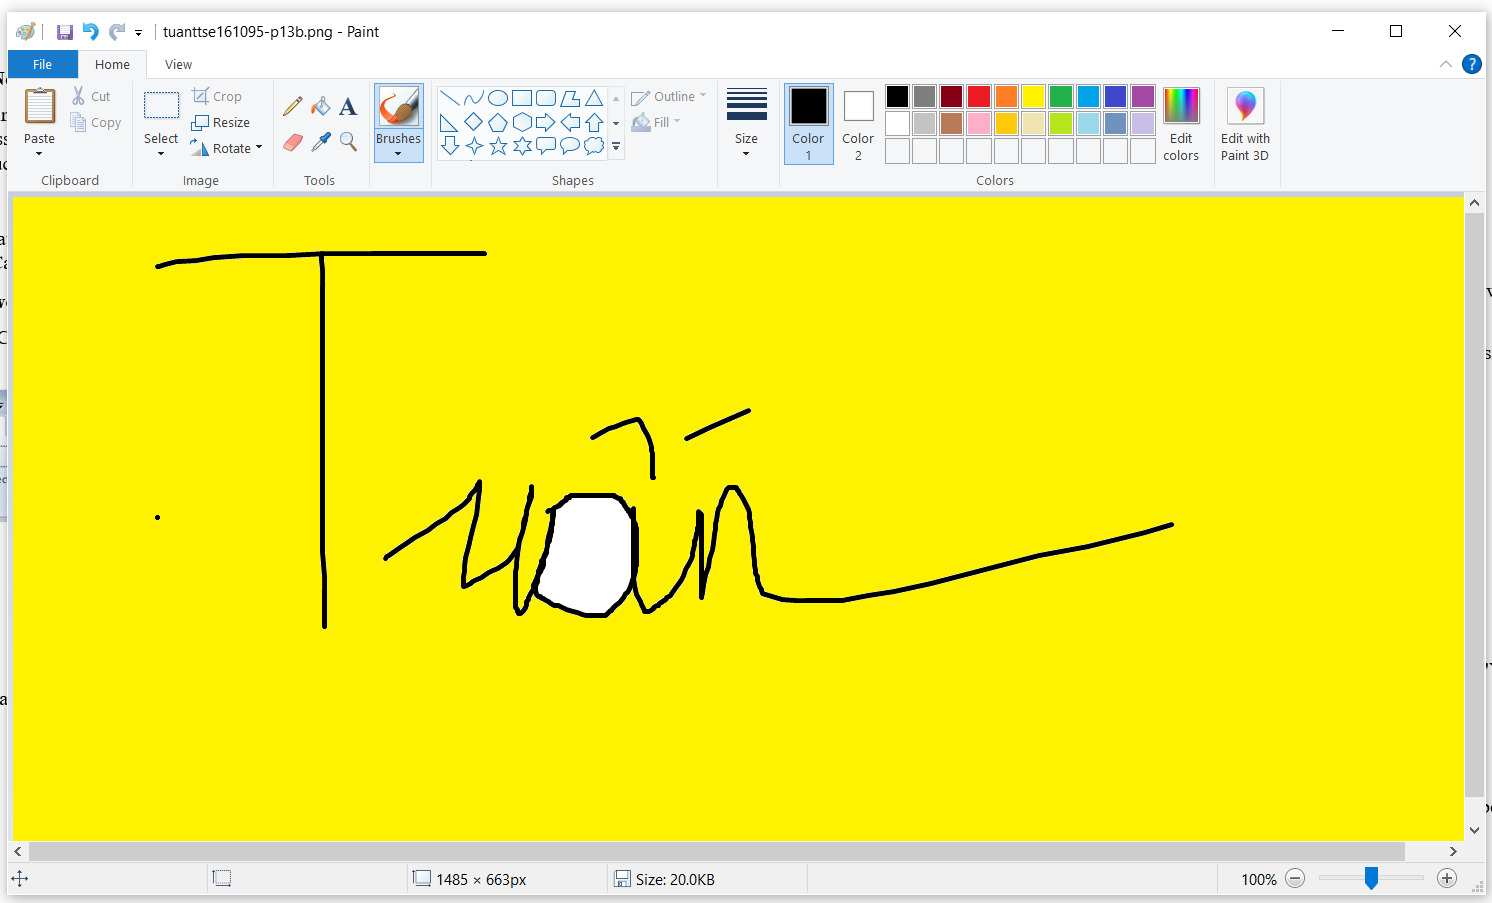 tuanttse161095-p13b.png - Paint
File Home View
Paste Cut Copy Clipboard
Select Crop Resize Rotate Image
A Tools
Brushes
Outline Fill Shapes
Size
Color 1 Color 2 Edit colors Colors
Edit with Paint 3D
?
Tuấn
1485 × 663px
Size: 20.0KB
100%